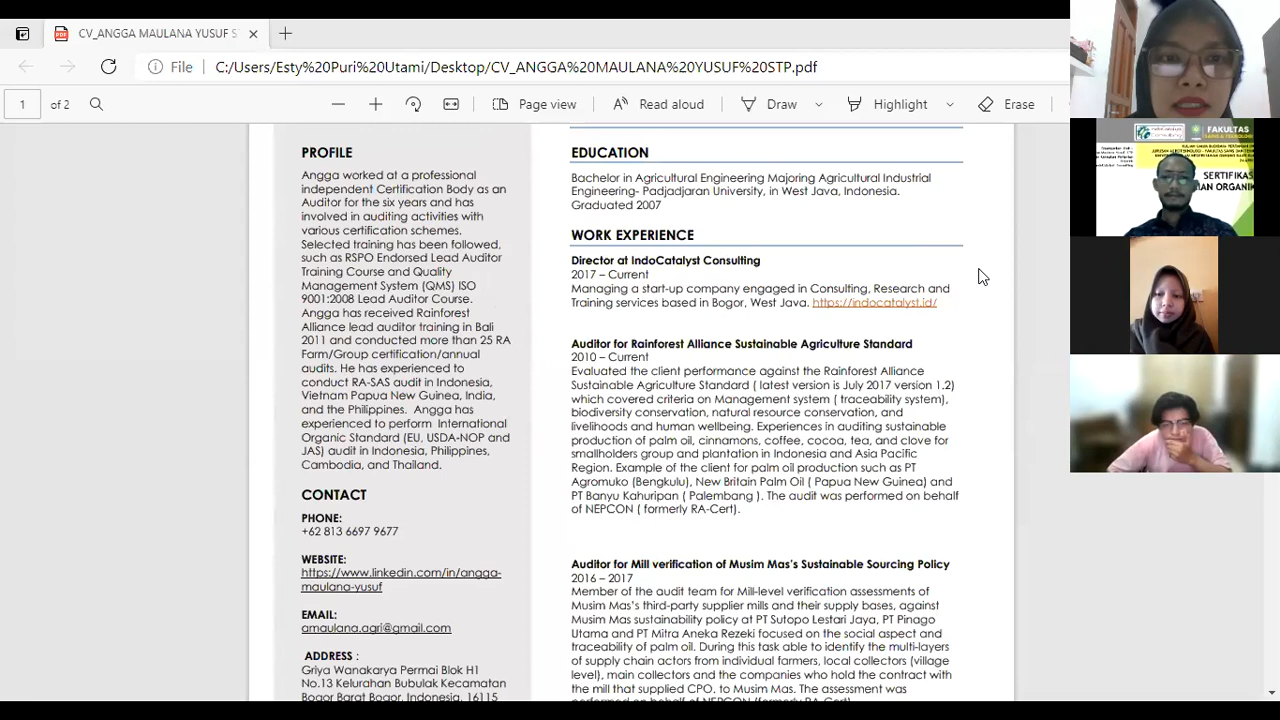 CV_ANGGA MAULANA YUSUF S
File
C:/Users/Esty%20Puri%20Utami/Desktop/CV_ANGGA%20MAULANA%20YUSUF%20STP.pdf
1 of 2
Page view
Read aloud
Draw
Highlight
Erase
PROFILE
Angga worked at a professional
independent Certification Body as an
Auditor for the six years and has
involved in auditing activities with
various certification schemes.
Selected training has been followed,
such as RSPO Endorsed Lead Auditor
Training Course and Quality
Management System (QMS) ISO
9001:2008 Lead Auditor Course.
Angga has received Rainforest
Alliance lead auditor training in Bali
2011 and conducted more than 25 RA
Farm/Group certification/annual
audits. He has experienced to
conduct RA-SAS audit in Indonesia,
Vietnam Papua New Guinea, India,
and the Philippines. Angga has
experienced to perform International
Organic Standard (EU, USDA-NOP and
JAS) audit in Indonesia, Philippines,
Cambodia, and Thailand.
CONTACT
PHONE:
+62 813 6697 9677
WEBSITE:
https://www.linkedin.com/in/angga-
maulana-yusuf
EMAIL:
amaulana.agri@gmail.com
ADDRESS :
Griya Wanakarya Permai Blok H1
No.13 Kelurahan Bubulak Kecamatan
Bogor Barat Bogor, Indonesia, 16115
EDUCATION
Bachelor in Agricultural Engineering Majoring Agricultural Industrial
Engineering- Padjadjaran University, in West Java, Indonesia.
Graduated 2007
WORK EXPERIENCE
Director at IndoCatalyst Consulting
2017 – Current
Managing a start-up company engaged in Consulting, Research and
Training services based in Bogor, West Java. https://indocatalyst.id/
Auditor for Rainforest Alliance Sustainable Agriculture Standard
2010 – Current
Evaluated the client performance against the Rainforest Alliance
Sustainable Agriculture Standard ( latest version is July 2017 version 1.2)
which covered criteria on Management system ( traceability system),
biodiversity conservation, natural resource conservation, and
livelihoods and human wellbeing. Experiences in auditing sustainable
production of palm oil, cinnamons, coffee, cocoa, tea, and clove for
smallholders group and plantation in Indonesia and Asia Pacific
Region. Example of the client for palm oil production such as PT
Agromuko (Bengkulu), New Britain Palm Oil ( Papua New Guinea) and
PT Banyu Kahuripan ( Palembang ). The audit was performed on behalf
of NEPCON ( formerly RA-Cert).
Auditor for Mill verification of Musim Mas's Sustainable Sourcing Policy
2016 – 2017
Member of the audit team for Mill-level verification assessments of
Musim Mas's third-party supplier mills and their supply bases, against
Musim Mas sustainability policy at PT Sutopo Lestari Jaya, PT Pinago
Utama and PT Mitra Aneka Rezeki focused on the social aspect and
traceability of palm oil. During this task able to identify the multi-layers
of supply chain actors from individual farmers, local collectors (village
level), main collectors and the companies who hold the contract with
the mill that supplied CPO. to Musim Mas. The assessment was
performed on behalf of NEPCON (formerly RA-Cert)
FAKULTAS
SERTIFIKAS
IAN ORGANIK